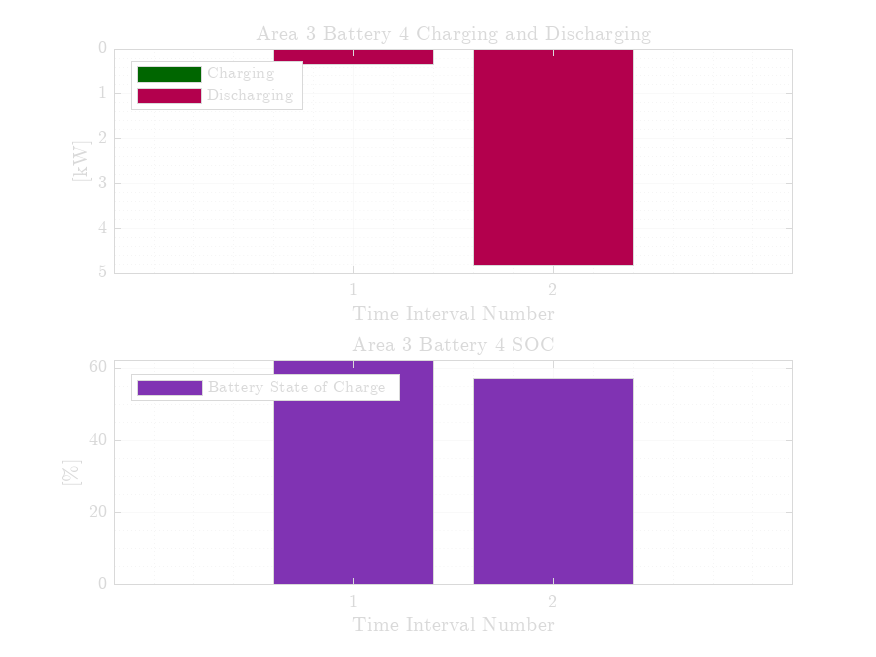 Area 3 Battery 4 Charging and Discharging
0
1
2
3
4
5
[kW]
Charging
Discharging
1 2
Time Interval Number
Area 3 Battery 4 SOC
60
40
20
0
[%]
Battery State of Charge
1 2
Time Interval Number